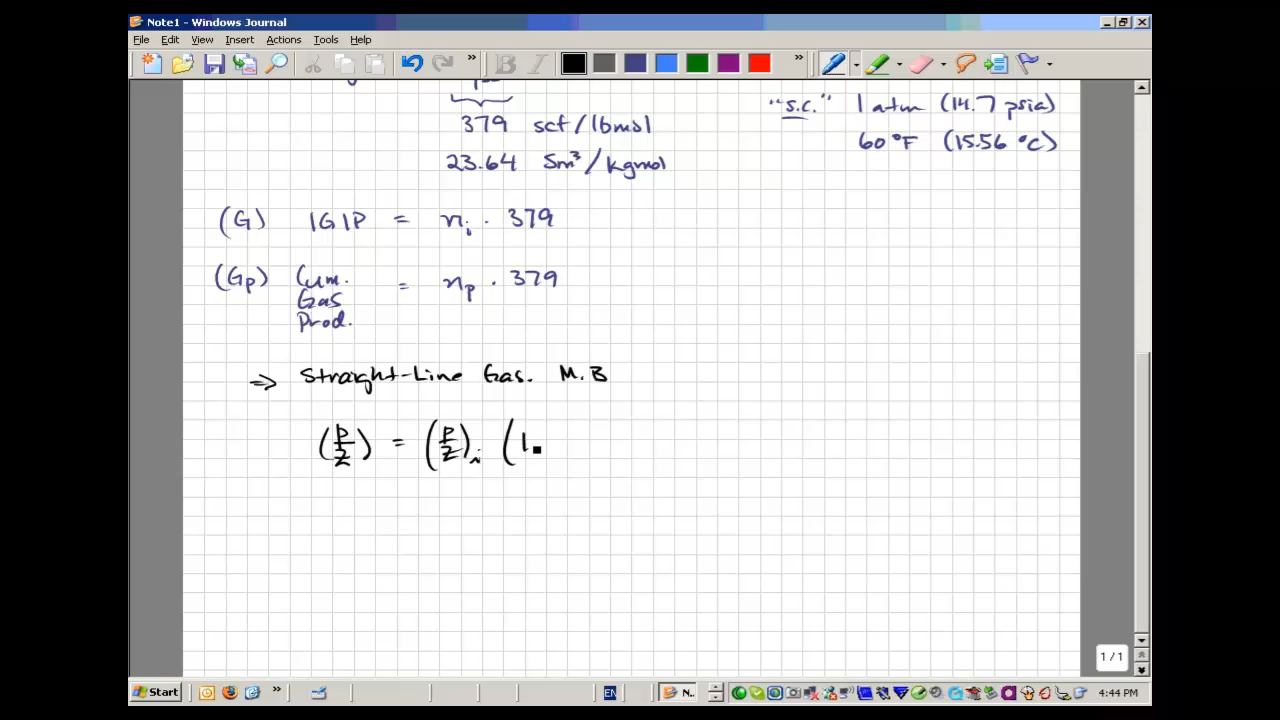 Note1 - Windows Journal
File Edit View Insert Actions Tools Help
379 scf/lbmol
23.64 Sm³/kgmol
"s.c." 1 atm (14.7 psia)
60 °F (15.56 °C)
(G) IGIP = nᵢ · 379
(Gp) Cum. Gas Prod. = np · 379
⇒ Straight-Line Gas. M.B
(p/z) = (p/z)ᵢ (1
1 / 1
Start
N..
EN
4:44 PM